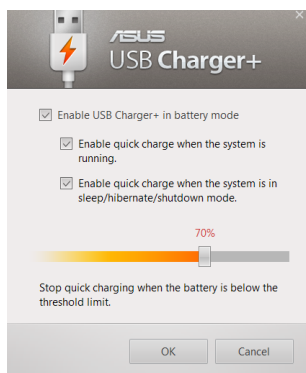 ASUS
USB Charger+
Enable USB Charger+ in battery mode
Enable quick charge when the system is
running.
Enable quick charge when the system is in
sleep/hibernate/shutdown mode.
70%
Stop quick charging when the battery is below the
threshold limit.
OK
Cancel